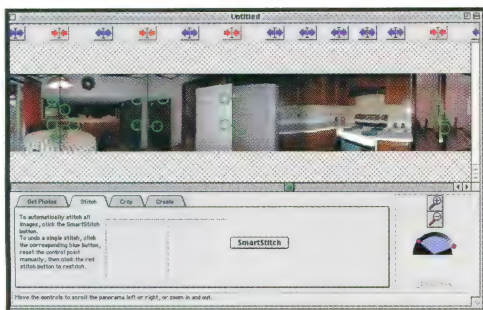 Untitled
Get Photos Stitch Crop Create
To automatically stitch all
images, click the SmartStitch
button.
To undo a single stitch, click
the corresponding blue button,
reset the control point
manually, then click the red
stitch button to restitch.
SmartStitch
Move the controls to scroll the panorama left or right, or zoom in and out.